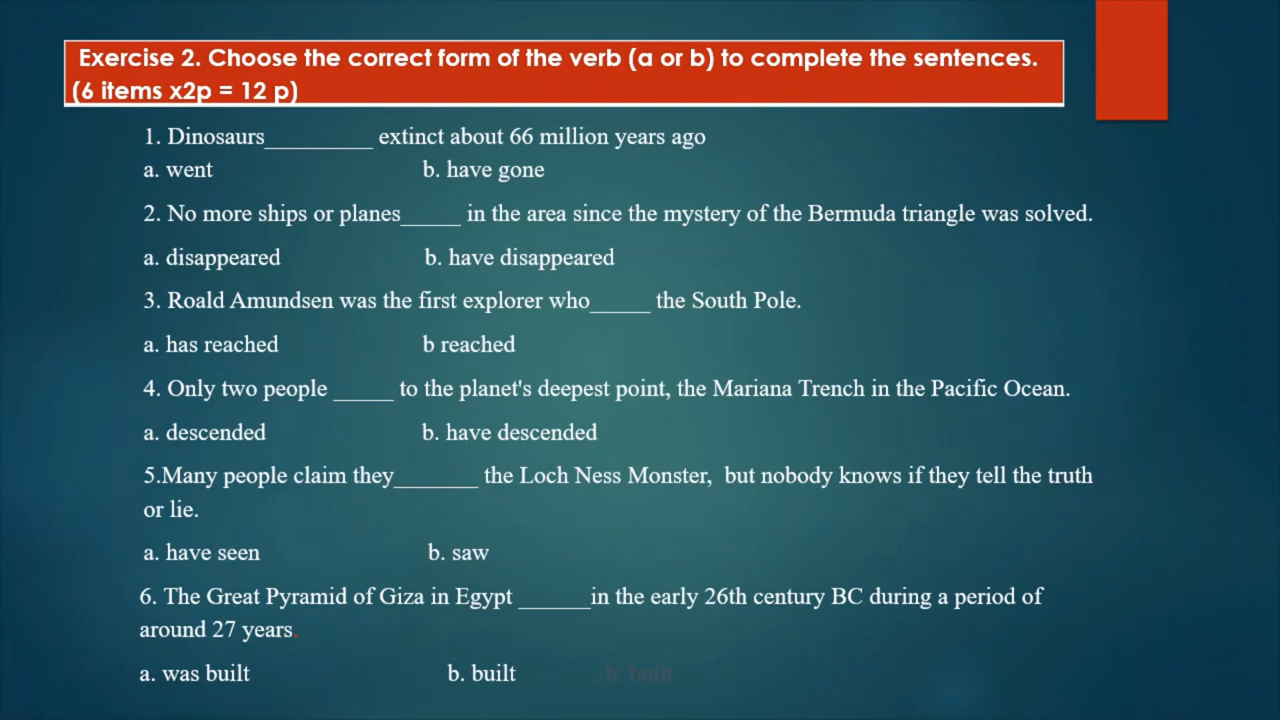 Exercise 2. Choose the correct form of the verb (a or b) to complete the sentences.
(6 items x2p = 12 p)
1. Dinosaurs_________ extinct about 66 million years ago
a. went b. have gone
2. No more ships or planes_____ in the area since the mystery of the Bermuda triangle was solved.
a. disappeared b. have disappeared
3. Roald Amundsen was the first explorer who_____ the South Pole.
a. has reached b reached
4. Only two people _____ to the planet's deepest point, the Mariana Trench in the Pacific Ocean.
a. descended b. have descended
5.Many people claim they_______ the Loch Ness Monster, but nobody knows if they tell the truth
or lie.
a. have seen b. saw
6. The Great Pyramid of Giza in Egypt ______in the early 26th century BC during a period of
around 27 years.
a. was built b. built b. built